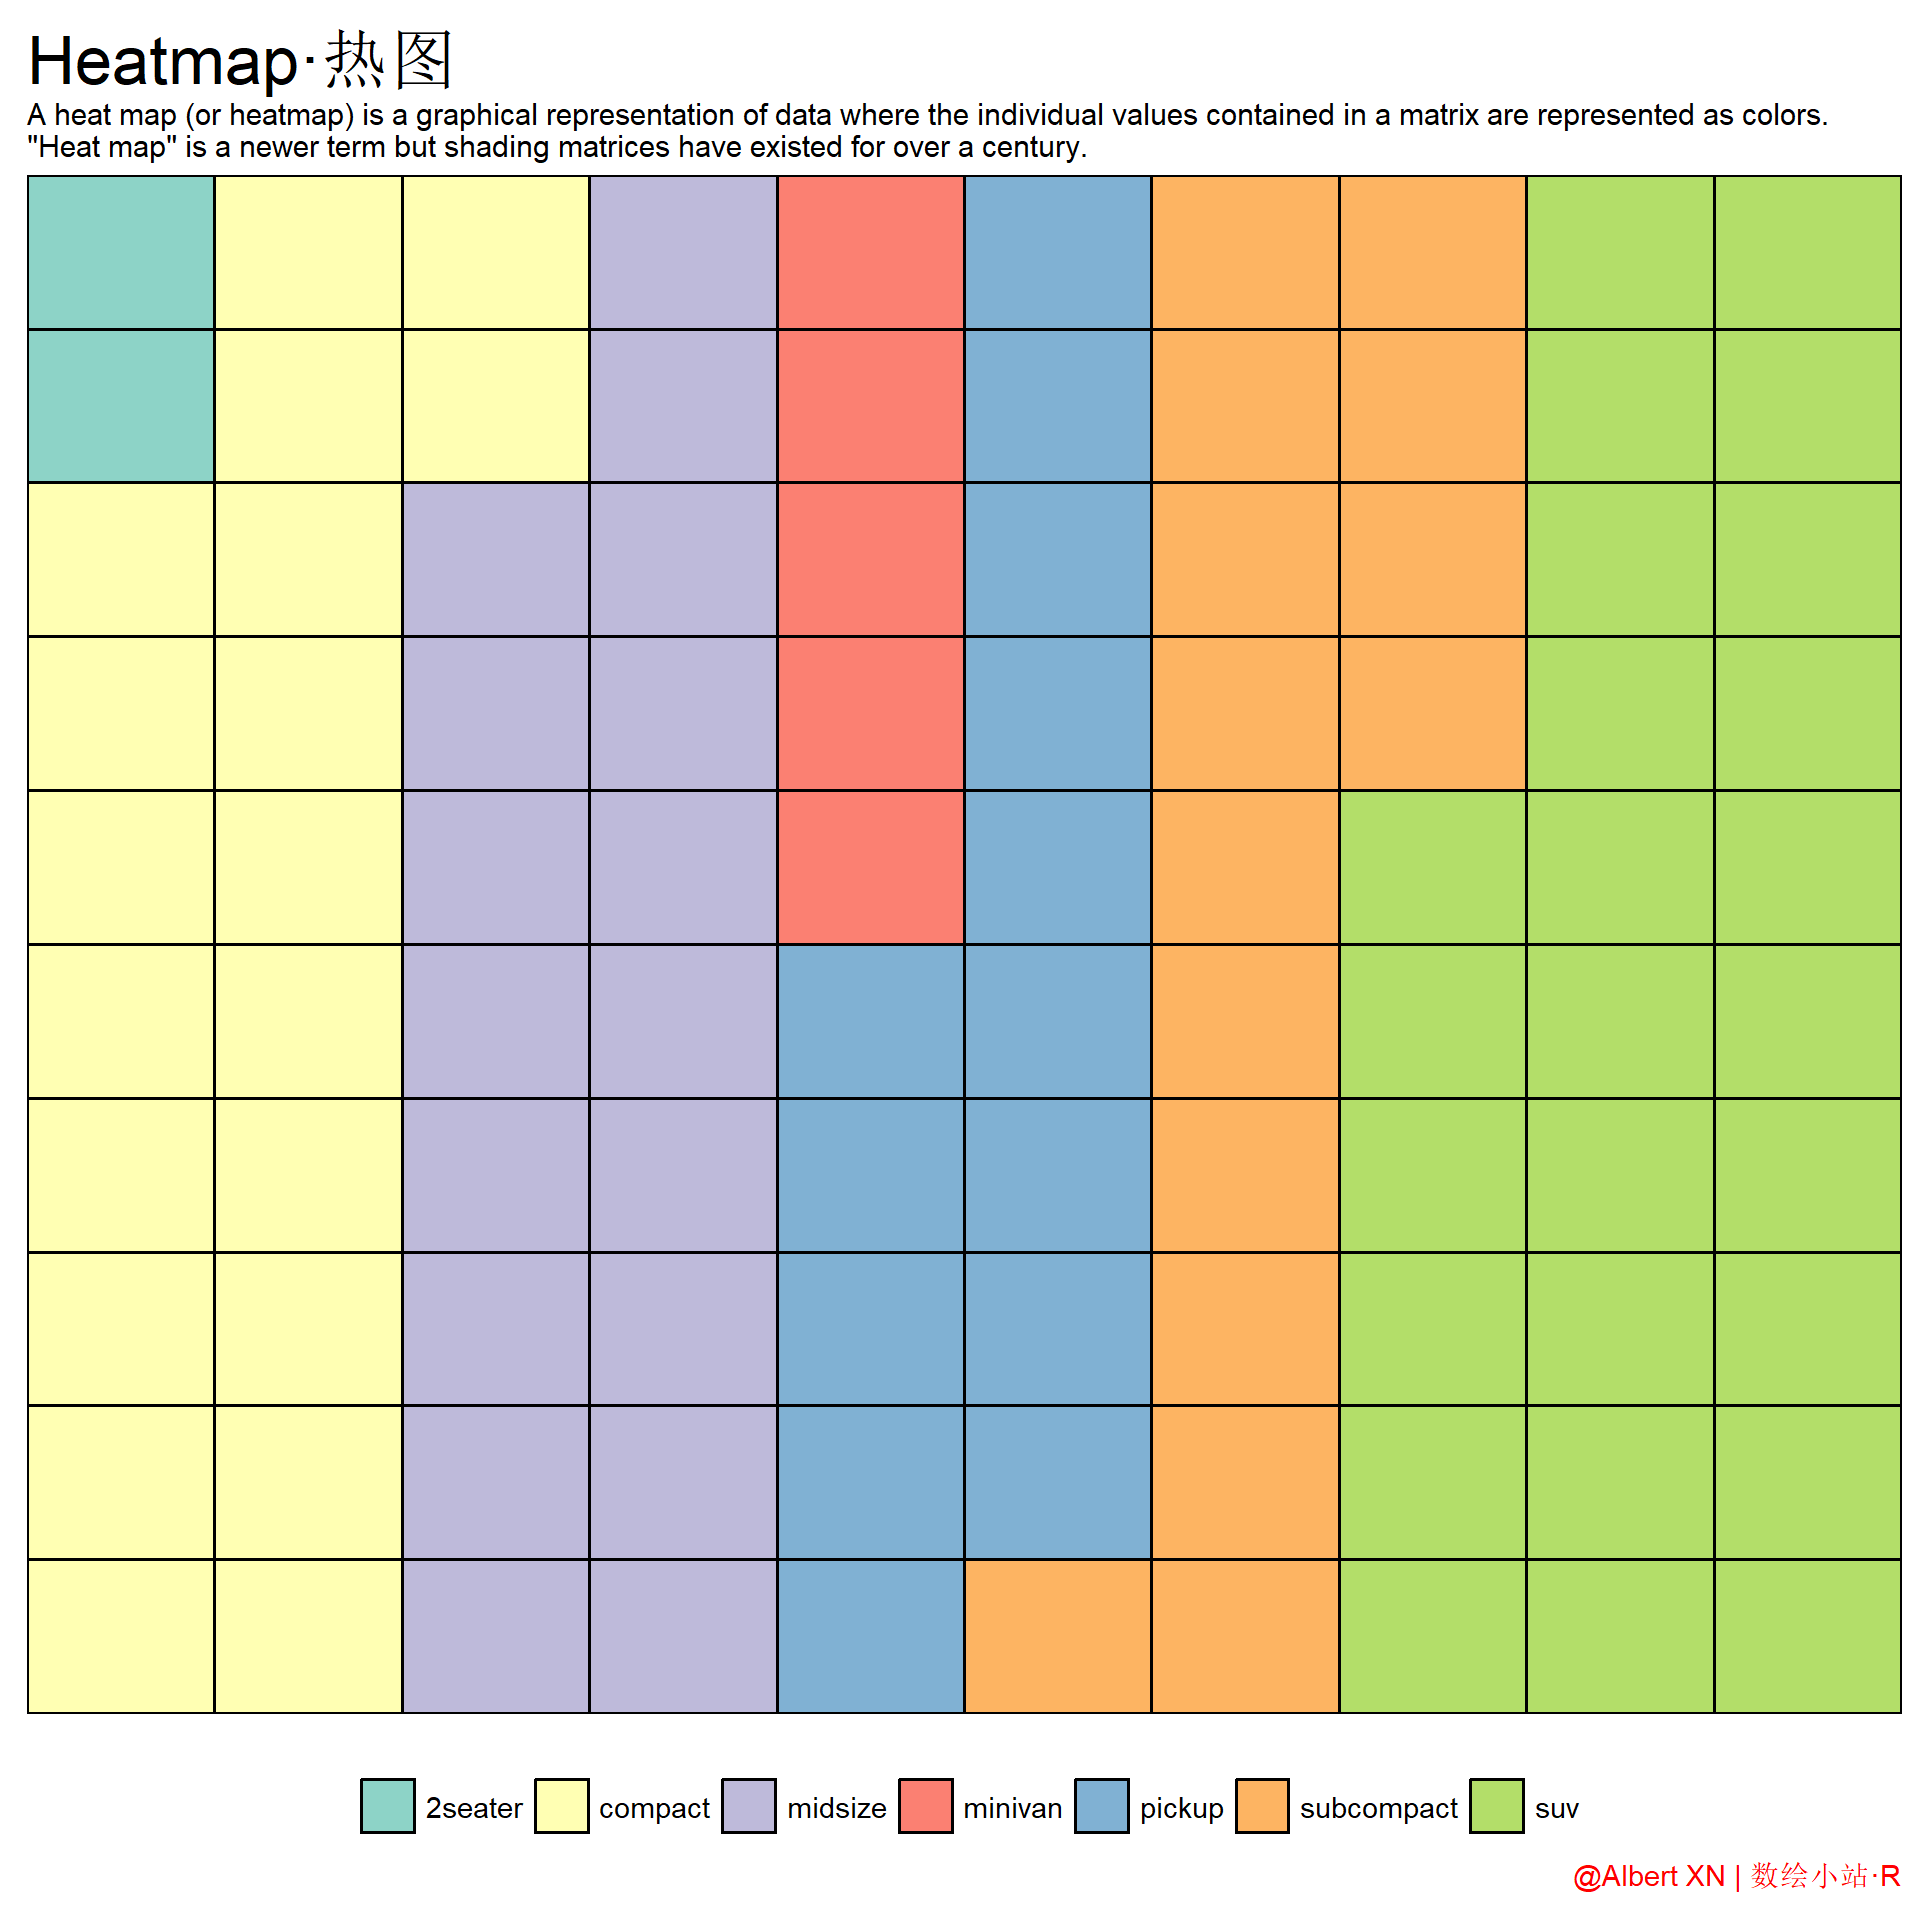 Heatmap·热图
A heat map (or heatmap) is a graphical representation of data where the individual values contained in a matrix are represented as colors.
"Heat map" is a newer term but shading matrices have existed for over a century.
2seater compact midsize minivan pickup subcompact suv
@Albert XN | 数绘小站·R